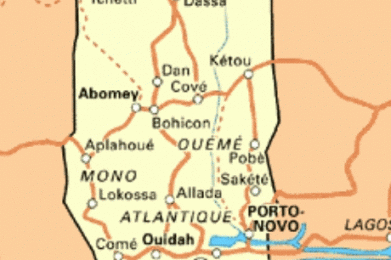 Tchetti
Dassa
Kétou
Dan
Covè
Abomey
Bohicon
OUÉMÉ
Aplahoué
Pobè
MONO
Sakété
Lokossa
Allada
ATLANTIQUE
PORTO-
NOVO
LAGOS
Comé
Ouidah